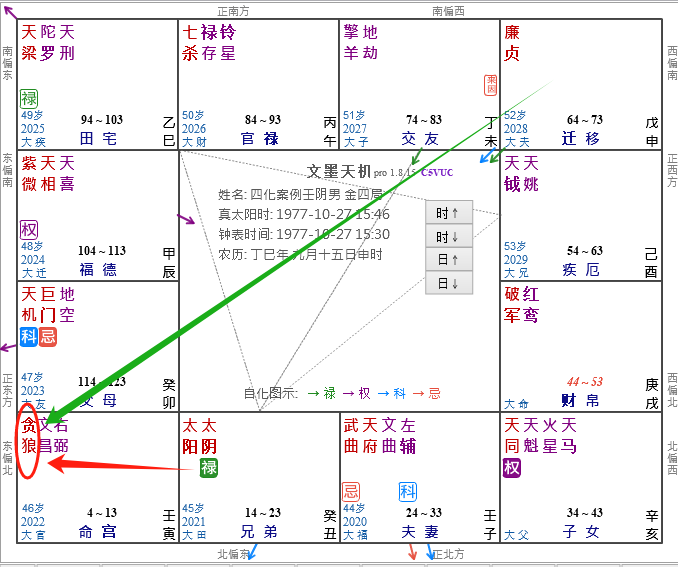 正南方
南偏西
南偏东
天陀天
梁罗刑
禄
49岁
2025
大疾
94～103
田宅
乙
巳
七禄铃
杀存星
50岁
2026
大财
84～93
官禄
丙
午
擎地
羊劫
来因
51岁
2027
大子
74～83
交友
丁
未
廉
贞
52岁
2028
大夫
64～73
迁移
戊
申
西偏南
东偏南
紫天天
微相喜
权
48岁
2024
大迁
104～113
福德
甲
辰
文墨天机 pro 1.8.15 C5VUC
姓名: 四化案例壬阴男 金四局
真太阳时: 1977-10-27 15:46
钟表时间: 1977-10-27 15:30
农历: 丁巳年 九月十五日申时
时↑
时↓
日↑
日↓
自化图示: →禄 →权 →科 →忌
天天
钺姚
53岁
2029
大兄
54～63
疾厄
己
酉
正西方
正东方
天巨地
机门空
科忌
47岁
2023
大友
114～123
父母
癸
卯
破红
军鸾
大命
44～53
财帛
庚
戌
西偏北
东偏北
贪文右
狼昌弼
46岁
2022
大官
4～13
命宫
壬
寅
太太
阳阴
禄
45岁
2021
大田
14～23
兄弟
癸
丑
武天文左
曲府曲辅
忌
科
44岁
2020
大福
24～33
夫妻
壬
子
天天火天
同魁星马
权
大父
34～43
子女
辛
亥
北偏西
北偏东
正北方